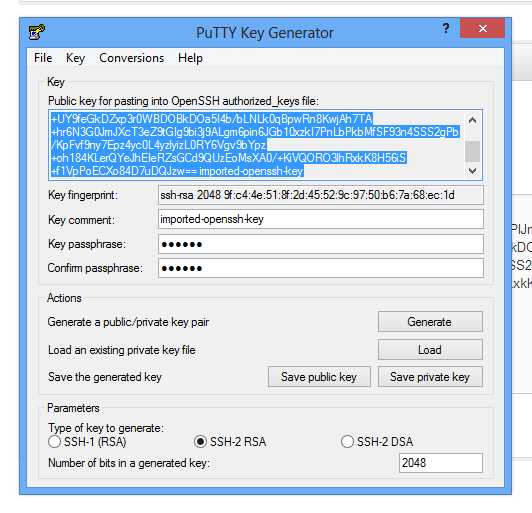 PuTTY Key Generator
File Key Conversions Help
Key
Public key for pasting into OpenSSH authorized_keys file:
+UY9feGkDZxp3r0WBDOBkDOa5I4b/bLNLk0qBpwRn8KwjAh7TA
+hr6N3G0JmJXcT3eZ9tGIg9bi3j9ALgm6pin6JGb10xzkI7PnLbPkbMfSF93n4SSS2gPb
/KpFvf9ny7Epz4yc0L4yzlyizL0RY6Vgv9bYpz
+oh184KLerQYeJhEIeRZsGCd9QUzEoMsXA0/+KiVQORO3IhRxkK8H56iS
+f1VpPoECXo84D7uDQJzw== imported-openssh-key
Key fingerprint: ssh-rsa 2048 9f:c4:4e:51:8f:2d:45:52:9c:97:50:b6:7a:68:ec:1d
Key comment: imported-openssh-key
Key passphrase: ●●●●●●
Confirm passphrase: ●●●●●●
Actions
Generate a public/private key pair Generate
Load an existing private key file Load
Save the generated key Save public key Save private key
Parameters
Type of key to generate:
SSH-1 (RSA) SSH-2 RSA SSH-2 DSA
Number of bits in a generated key: 2048